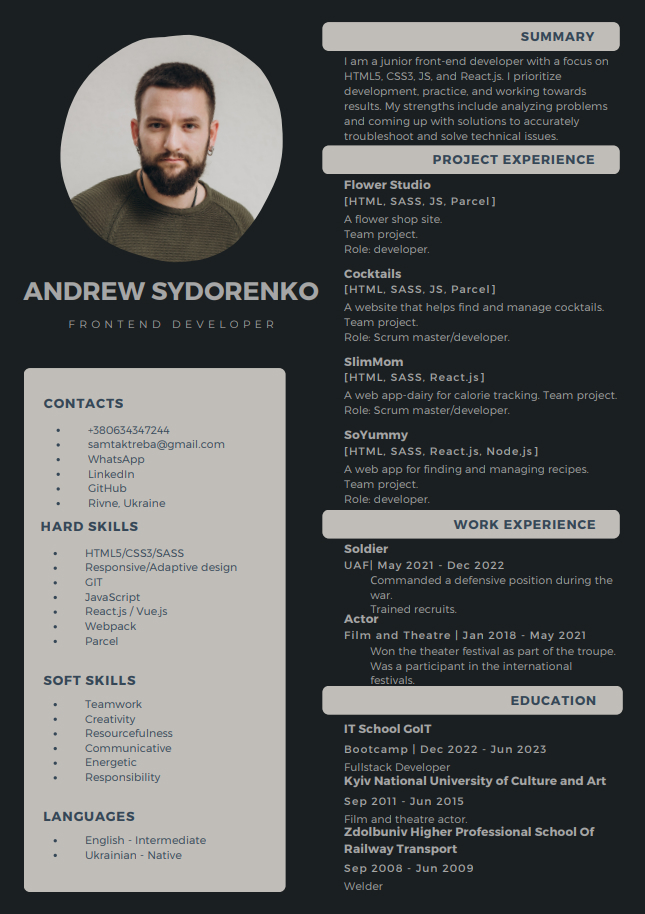 ANDREW SYDORENKO
FRONTEND DEVELOPER
CONTACTS
• +380634347244
• samtaktreba@gmail.com
• WhatsApp
• LinkedIn
• GitHub
• Rivne, Ukraine
HARD SKILLS
• HTML5/CSS3/SASS
• Responsive/Adaptive design
• GIT
• JavaScript
• React.js / Vue.js
• Webpack
• Parcel
SOFT SKILLS
• Teamwork
• Creativity
• Resourcefulness
• Communicative
• Energetic
• Responsibility
LANGUAGES
• English - Intermediate
• Ukrainian - Native
SUMMARY
I am a junior front-end developer with a focus on
HTML5, CSS3, JS, and React.js. I prioritize
development, practice, and working towards
results. My strengths include analyzing problems
and coming up with solutions to accurately
troubleshoot and solve technical issues.
PROJECT EXPERIENCE
Flower Studio
[HTML, SASS, JS, Parcel]
A flower shop site.
Team project.
Role: developer.
Cocktails
[HTML, SASS, JS, Parcel]
A website that helps find and manage cocktails.
Team project.
Role: Scrum master/developer.
SlimMom
[HTML, SASS, React.js]
A web app-dairy for calorie tracking. Team project.
Role: Scrum master/developer.
SoYummy
[HTML, SASS, React.js, Node,js]
A web app for finding and managing recipes.
Team project.
Role: developer.
WORK EXPERIENCE
Soldier
UAF| May 2021 - Dec 2022
Commanded a defensive position during the
war.
Trained recruits.
Actor
Film and Theatre | Jan 2018 - May 2021
Won the theater festival as part of the troupe.
Was a participant in the international
festivals.
EDUCATION
IT School GoIT
Bootcamp | Dec 2022 - Jun 2023
Fullstack Developer
Kyiv National University of Culture and Art
Sep 2011 - Jun 2015
Film and theatre actor.
Zdolbuniv Higher Professional School Of
Railway Transport
Sep 2008 - Jun 2009
Welder